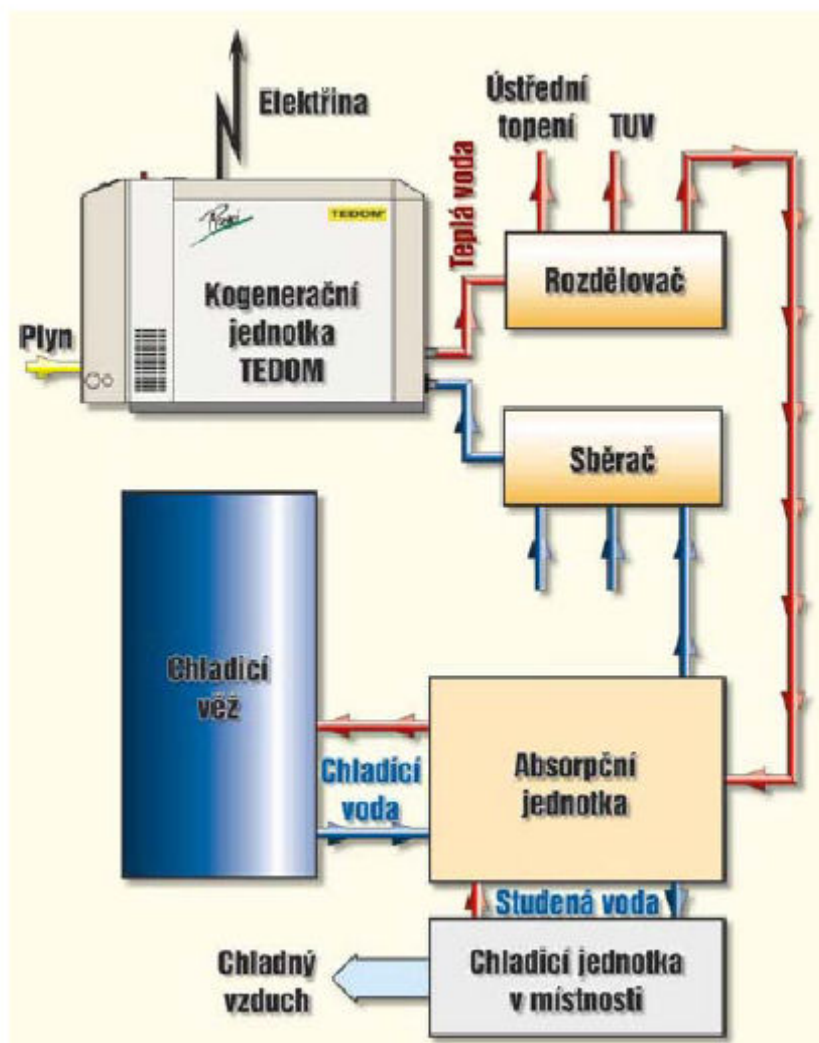 Elektřina
Ústřední
topení
TUV
Teplá voda
TEDOM
Kogenerační
jednotka
TEDOM
Plyn
Rozdělovač
Sběrač
Chladicí
věž
Chladící
voda
Absorpční
jednotka
Studená voda
Chladný
vzduch
Chladicí jednotka
v místnosti